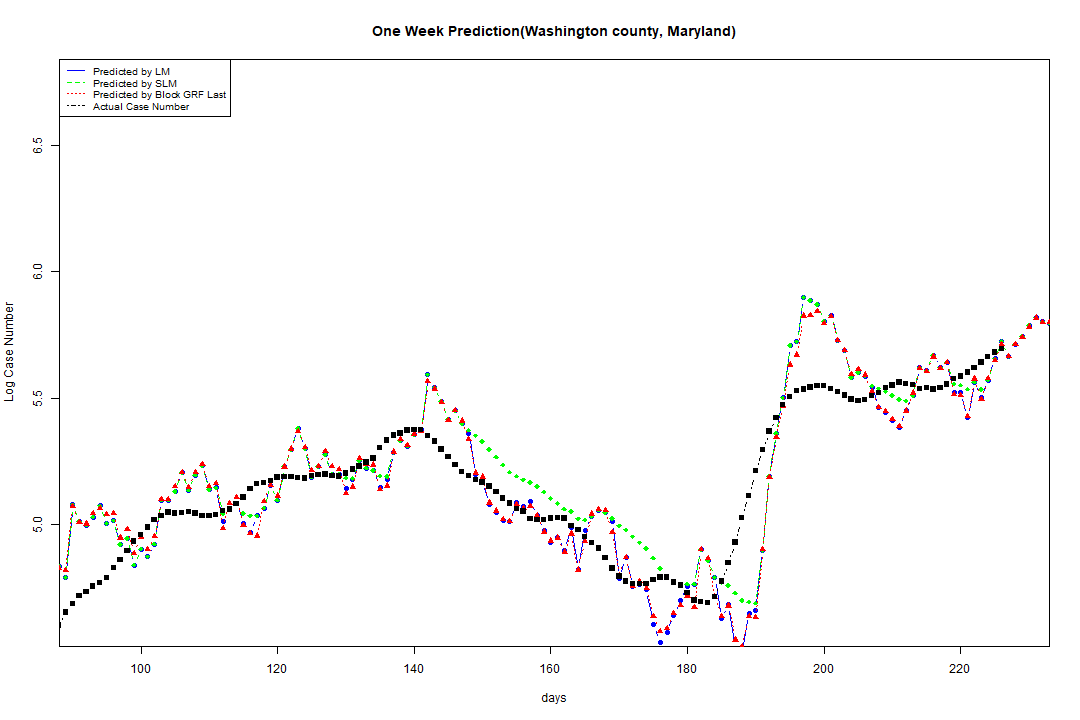 One Week Prediction(Washington county, Maryland)
Predicted by LM
Predicted by SLM
Predicted by Block GRF Last
Actual Case Number
6.5
6.0
5.5
5.0
Log Case Number
100 120 140 160 180 200 220
days